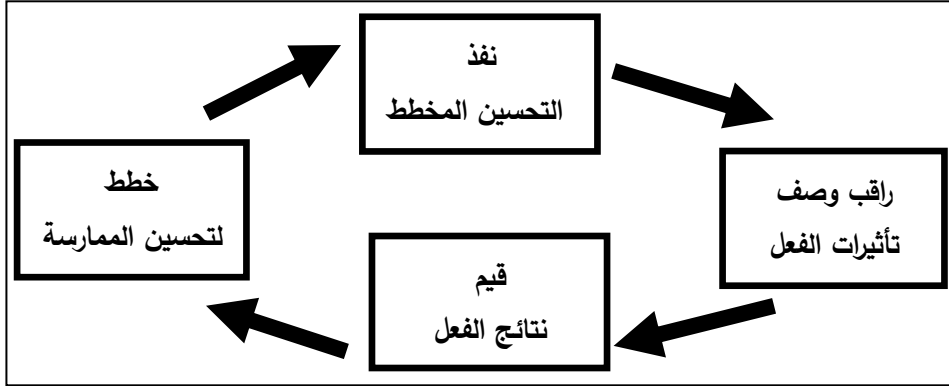 نفذ
التحسين المخطط
راقب وصف
تأثيرات الفعل
قيم
نتائج الفعل
خطط
لتحسين الممارسة